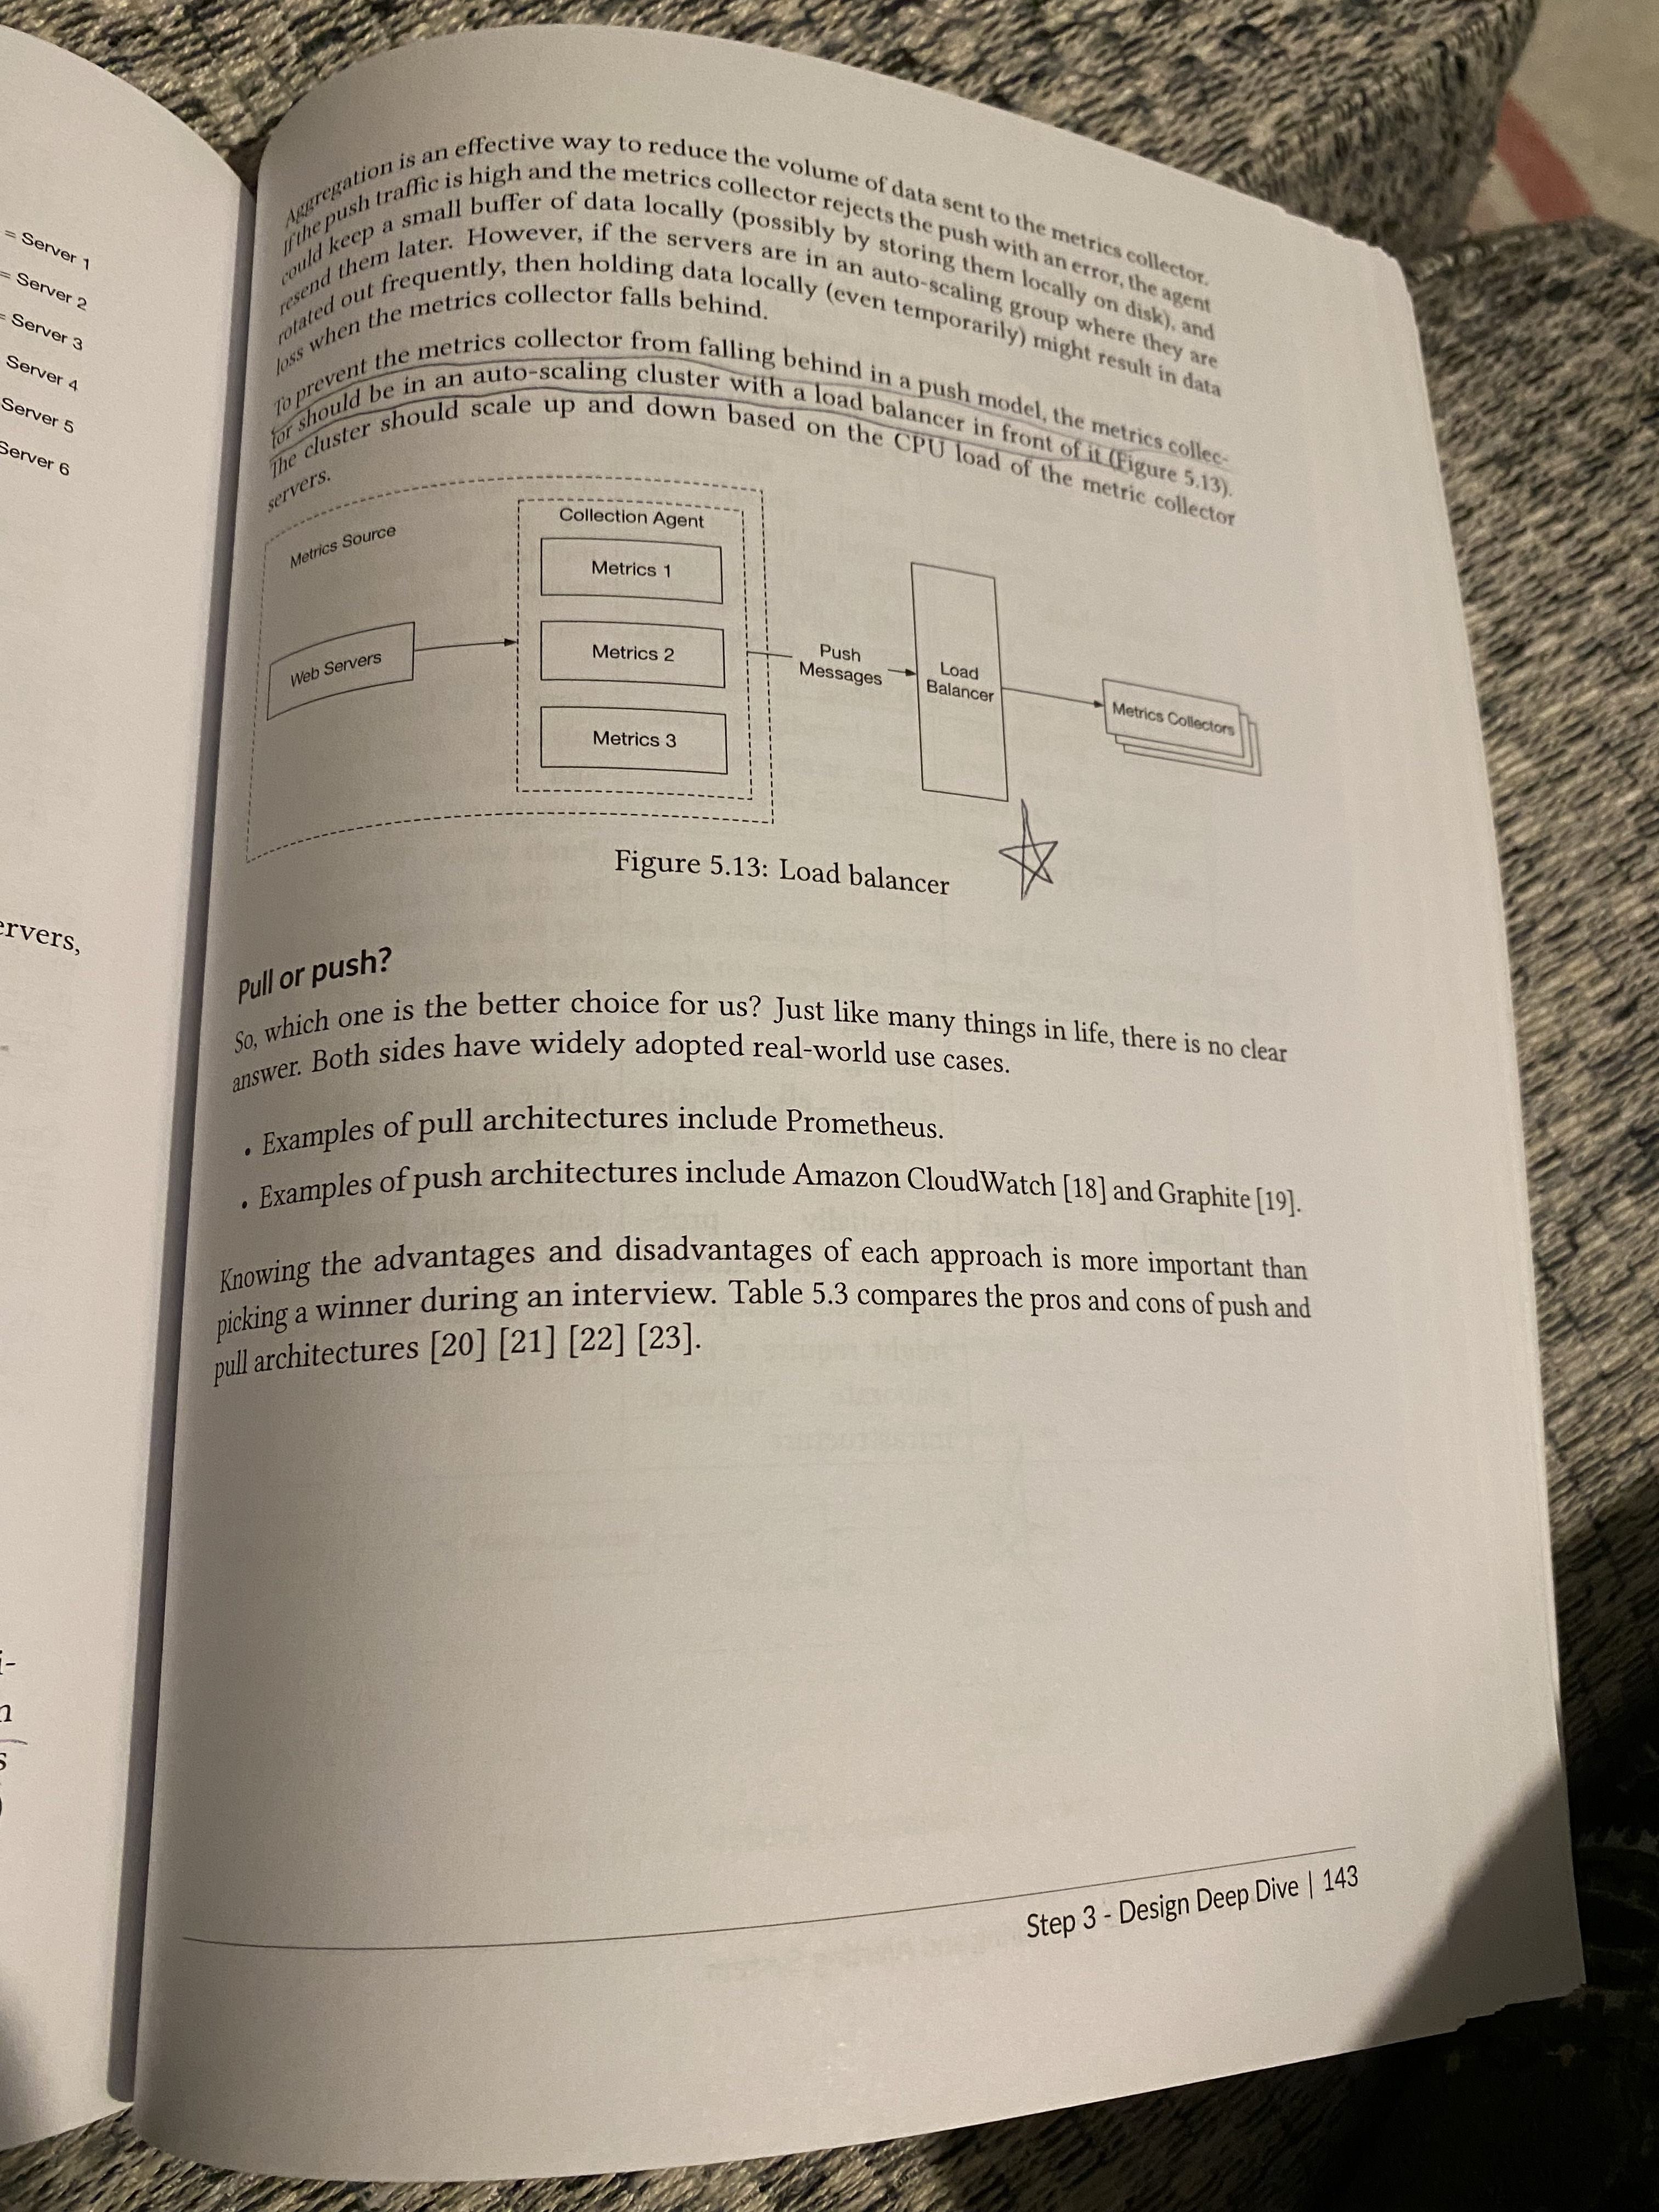 = Server 1
= Server 2
= Server 3
Server 4
Server 5
Server 6
ervers,
i-
n
s
)
Aggregation is an effective way to reduce the volume of data sent to the metrics collector.
If the push traffic is high and the metrics collector rejects the push with an error, the agent
could keep a small buffer of data locally (possibly by storing them locally on disk), and
resend them later. However, if the servers are in an auto-scaling group where they are
rotated out frequently, then holding data locally (even temporarily) might result in data
loss when the metrics collector falls behind.
To prevent the metrics collector from falling behind in a push model, the metrics collec-
tor should be in an auto-scaling cluster with a load balancer in front of it (Figure 5.13).
The cluster should scale up and down based on the CPU load of the metric collector
servers.
Metrics Source
Web Servers
Collection Agent
Metrics 1
Metrics 2
Metrics 3
Push
Messages
Load
Balancer
Metrics Collectors
Figure 5.13: Load balancer
Pull or push?
So, which one is the better choice for us? Just like many things in life, there is no clear
answer. Both sides have widely adopted real-world use cases.
• Examples of pull architectures include Prometheus.
• Examples of push architectures include Amazon CloudWatch [18] and Graphite [19].
Knowing the advantages and disadvantages of each approach is more important than
picking a winner during an interview. Table 5.3 compares the pros and cons of push and
pull architectures [20] [21] [22] [23].
Step 3 - Design Deep Dive | 143